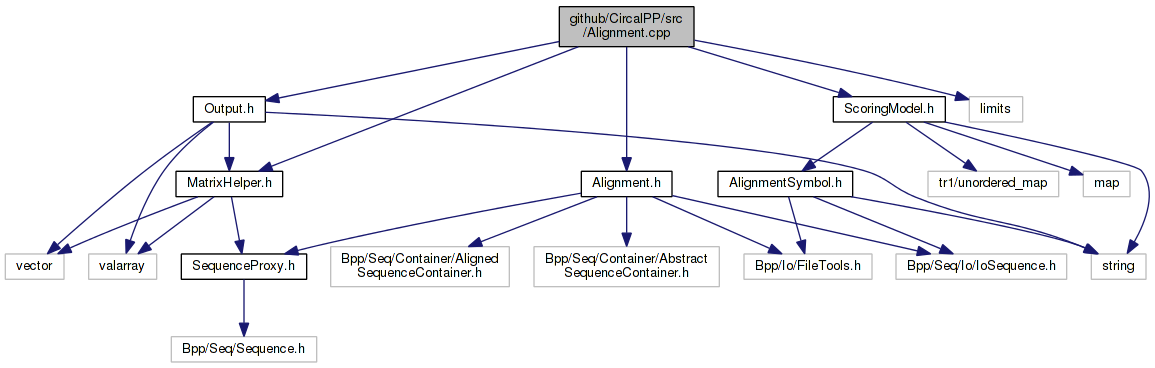 github/CircalPP/src
/Alignment.cpp
Output.h
ScoringModel.h
limits
MatrixHelper.h
Alignment.h
AlignmentSymbol.h
tr1/unordered_map
map
vector
valarray
SequenceProxy.h
Bpp/Seq/Container/Aligned
SequenceContainer.h
Bpp/Seq/Container/Abstract
SequenceContainer.h
Bpp/Io/FileTools.h
Bpp/Seq/Io/IoSequence.h
string
Bpp/Seq/Sequence.h